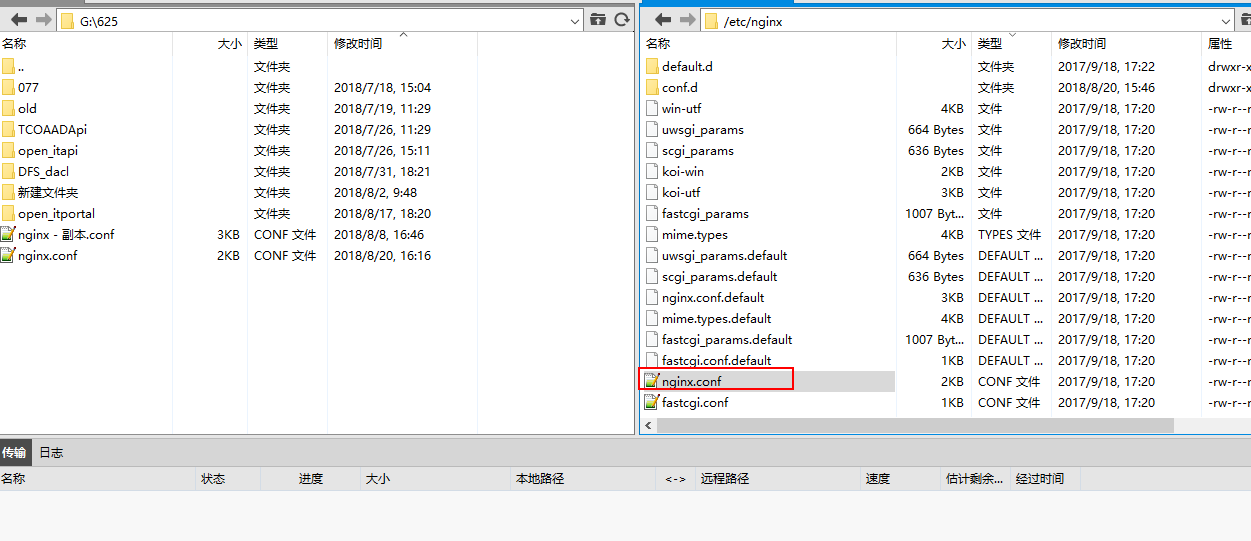 G:\625
名称 大小 类型 修改时间
.. 文件夹
077 文件夹 2018/7/18, 15:04
old 文件夹 2018/7/19, 11:29
TCOAADApi 文件夹 2018/7/26, 11:29
open_itapi 文件夹 2018/7/26, 15:11
DFS_dacl 文件夹 2018/7/31, 18:21
新建文件夹 文件夹 2018/8/2, 9:48
open_itportal 文件夹 2018/8/17, 18:20
nginx - 副本.conf 3KB CONF 文件 2018/8/8, 16:46
nginx.conf 2KB CONF 文件 2018/8/20, 16:16
/etc/nginx
名称 大小 类型 修改时间 属性
default.d 文件夹 2017/9/18, 17:22 drwxr-x
conf.d 文件夹 2018/8/20, 15:46 drwxr-x
win-utf 4KB 文件 2017/9/18, 17:20 -rw-r--r
uwsgi_params 664 Bytes 文件 2017/9/18, 17:20 -rw-r--r
scgi_params 636 Bytes 文件 2017/9/18, 17:20 -rw-r--r
koi-win 2KB 文件 2017/9/18, 17:20 -rw-r--r
koi-utf 3KB 文件 2017/9/18, 17:20 -rw-r--r
fastcgi_params 1007 Byt... 文件 2017/9/18, 17:20 -rw-r--r
mime.types 4KB TYPES 文件 2017/9/18, 17:20 -rw-r--r
uwsgi_params.default 664 Bytes DEFAULT ... 2017/9/18, 17:20 -rw-r--r
scgi_params.default 636 Bytes DEFAULT ... 2017/9/18, 17:20 -rw-r--r
nginx.conf.default 3KB DEFAULT ... 2017/9/18, 17:20 -rw-r--r
mime.types.default 4KB DEFAULT ... 2017/9/18, 17:20 -rw-r--r
fastcgi_params.default 1007 Byt... DEFAULT ... 2017/9/18, 17:20 -rw-r--r
fastcgi.conf.default 1KB DEFAULT ... 2017/9/18, 17:20 -rw-r--r
nginx.conf 2KB CONF 文件 2017/9/18, 17:20 -rw-r--r
fastcgi.conf 1KB CONF 文件 2017/9/18, 17:20 -rw-r--r
传输 日志
名称 状态 进度 大小 本地路径 <-> 远程路径 速度 估计剩余... 经过时间